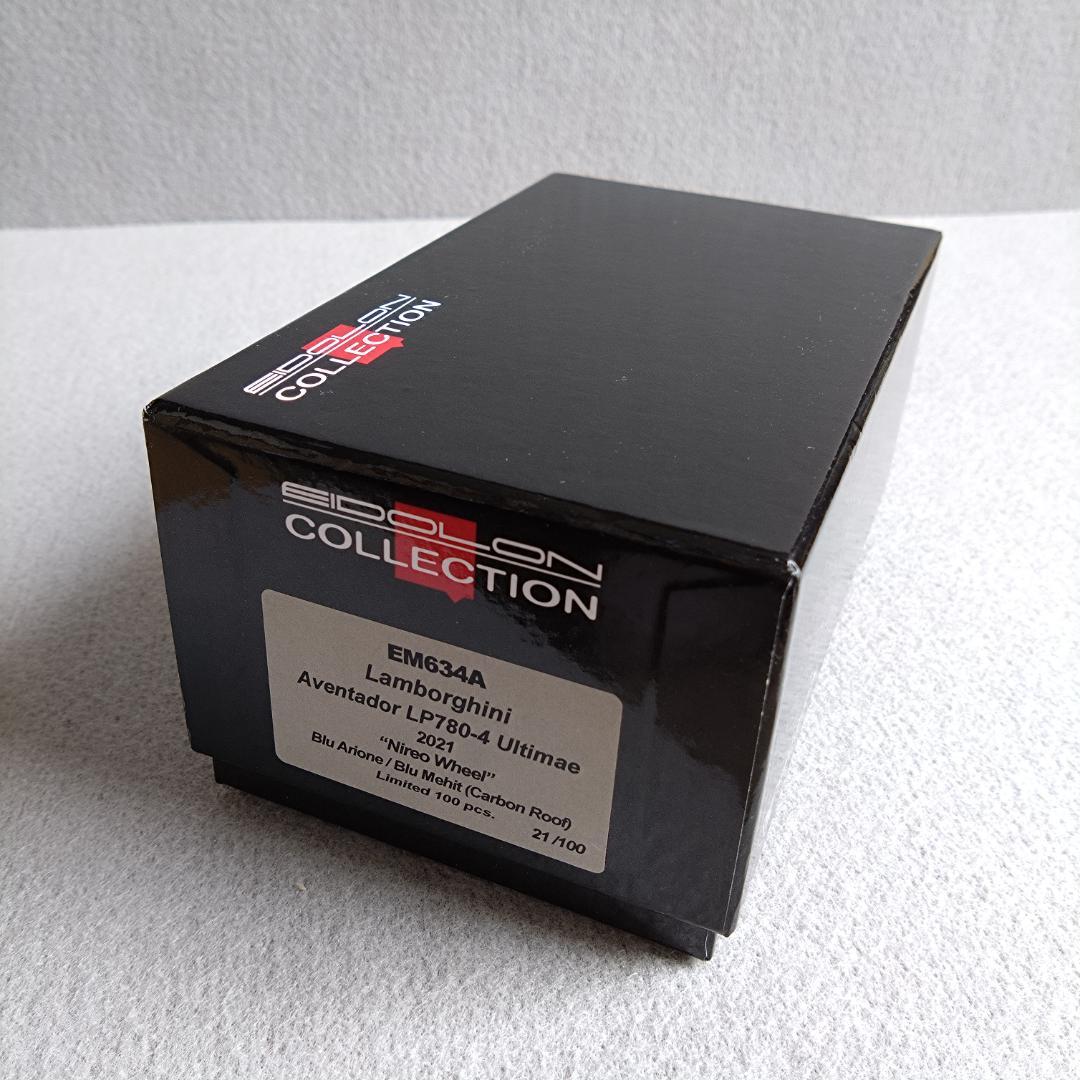 EIDOLON
COLLECTION
EIDOLON
COLLECTION
EM634A
Lamborghini
Aventador LP780-4 Ultimae
2021
“Nireo Wheel”
Blu Arione / Blu Mehit (Carbon Roof)
Limited 100 pcs.
21 /100